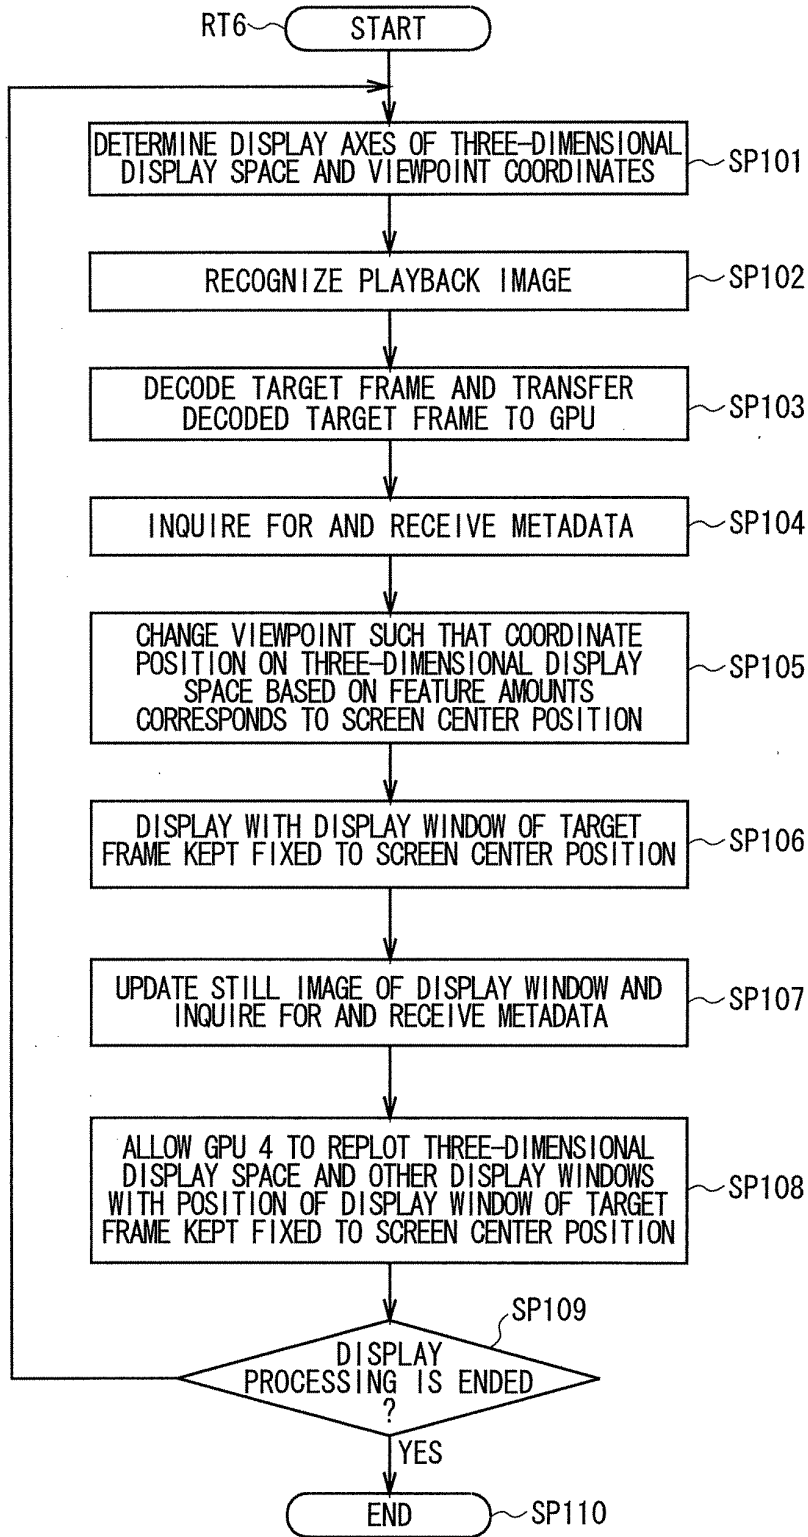 RT6
START
DETERMINE DISPLAY AXES OF THREE-DIMENSIONAL
DISPLAY SPACE AND VIEWPOINT COORDINATES
SP101
RECOGNIZE PLAYBACK IMAGE
SP102
DECODE TARGET FRAME AND TRANSFER
DECODED TARGET FRAME TO GPU
SP103
INQUIRE FOR AND RECEIVE METADATA
SP104
CHANGE VIEWPOINT SUCH THAT COORDINATE
POSITION ON THREE-DIMENSIONAL DISPLAY
SPACE BASED ON FEATURE AMOUNTS
CORRESPONDS TO SCREEN CENTER POSITION
SP105
DISPLAY WITH DISPLAY WINDOW OF TARGET
FRAME KEPT FIXED TO SCREEN CENTER POSITION
SP106
UPDATE STILL IMAGE OF DISPLAY WINDOW AND
INQUIRE FOR AND RECEIVE METADATA
SP107
ALLOW GPU 4 TO REPLOT THREE-DIMENSIONAL
DISPLAY SPACE AND OTHER DISPLAY WINDOWS
WITH POSITION OF DISPLAY WINDOW OF TARGET
FRAME KEPT FIXED TO SCREEN CENTER POSITION
SP108
SP109
DISPLAY
PROCESSING IS ENDED
?
YES
END
SP110